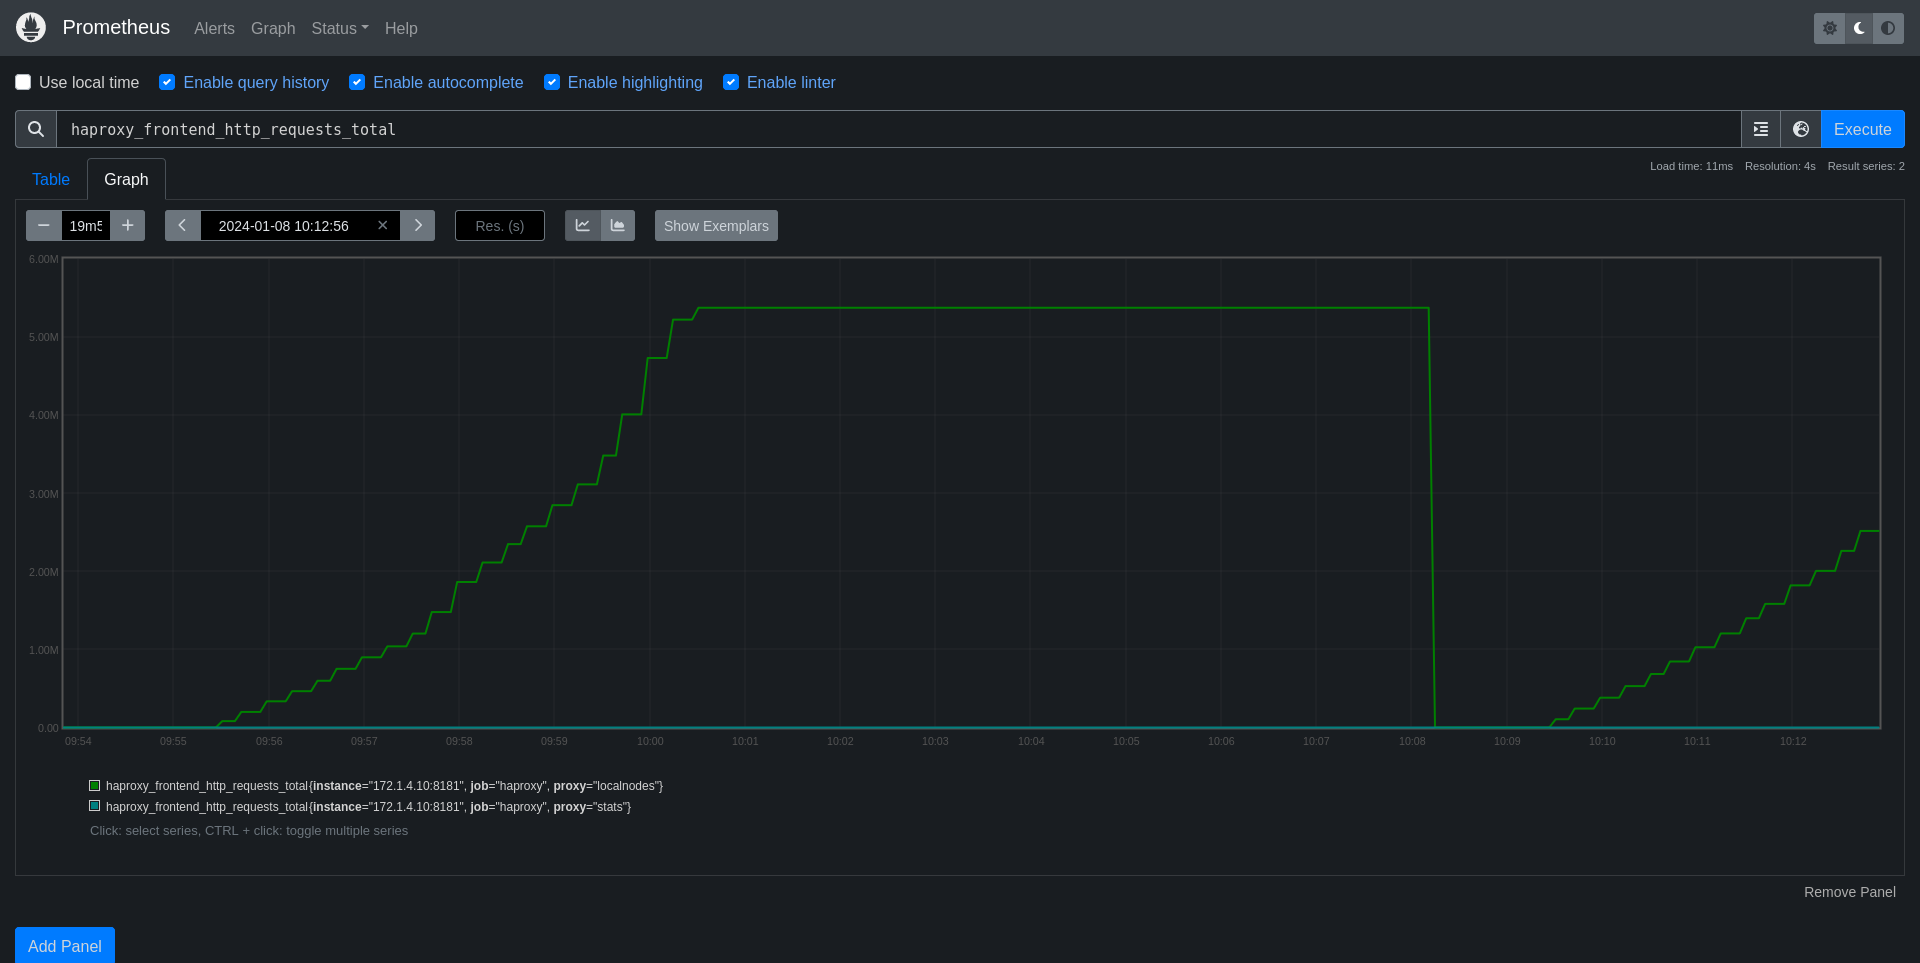 Prometheus Alerts Graph Status Help
Use local time Enable query history Enable autocomplete Enable highlighting Enable linter
haproxy_frontend_http_requests_total Execute
Load time: 11ms Resolution: 4s Result series: 2
Table Graph
19m5 2024-01-08 10:12:56 Res. (s) Show Exemplars
6.00M
5.00M
4.00M
3.00M
2.00M
1.00M
0.00
09:54 09:55 09:56 09:57 09:58 09:59 10:00 10:01 10:02 10:03 10:04 10:05 10:06 10:07 10:08 10:09 10:10 10:11 10:12
haproxy_frontend_http_requests_total{instance="172.1.4.10:8181", job="haproxy", proxy="localnodes"}
haproxy_frontend_http_requests_total{instance="172.1.4.10:8181", job="haproxy", proxy="stats"}
Click: select series, CTRL + click: toggle multiple series
Remove Panel
Add Panel